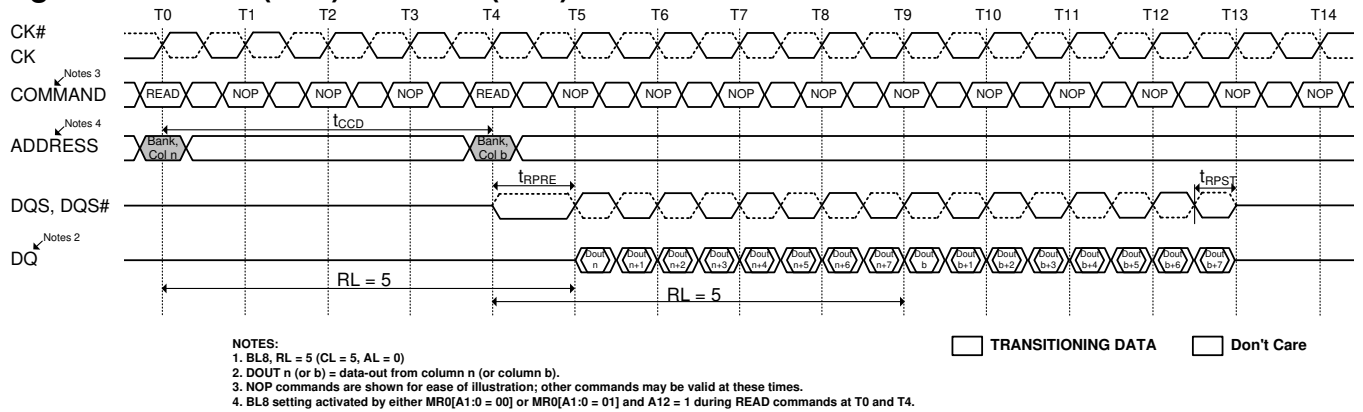 T0 T1 T2 T3 T4 T5 T6 T7 T8 T9 T10 T11 T12 T13 T14
CK#
CK
Notes 3
COMMAND READ NOP NOP NOP READ NOP NOP NOP NOP NOP NOP NOP NOP NOP NOP
tCCD
Notes 4
ADDRESS
Bank, Col n
Bank, Col b
tRPRE
tRPST
DQS, DQS#
Notes 2
DQ
Dout n
Dout n+1
Dout n+2
Dout n+3
Dout n+4
Dout n+5
Dout n+6
Dout n+7
Dout b
Dout b+1
Dout b+2
Dout b+3
Dout b+4
Dout b+5
Dout b+6
Dout b+7
RL = 5
RL = 5
NOTES:
1. BL8, RL = 5 (CL = 5, AL = 0)
2. DOUT n (or b) = data-out from column n (or column b).
3. NOP commands are shown for ease of illustration; other commands may be valid at these times.
4. BL8 setting activated by either MR0[A1:0 = 00] or MR0[A1:0 = 01] and A12 = 1 during READ commands at T0 and T4.
TRANSITIONING DATA
Don't Care